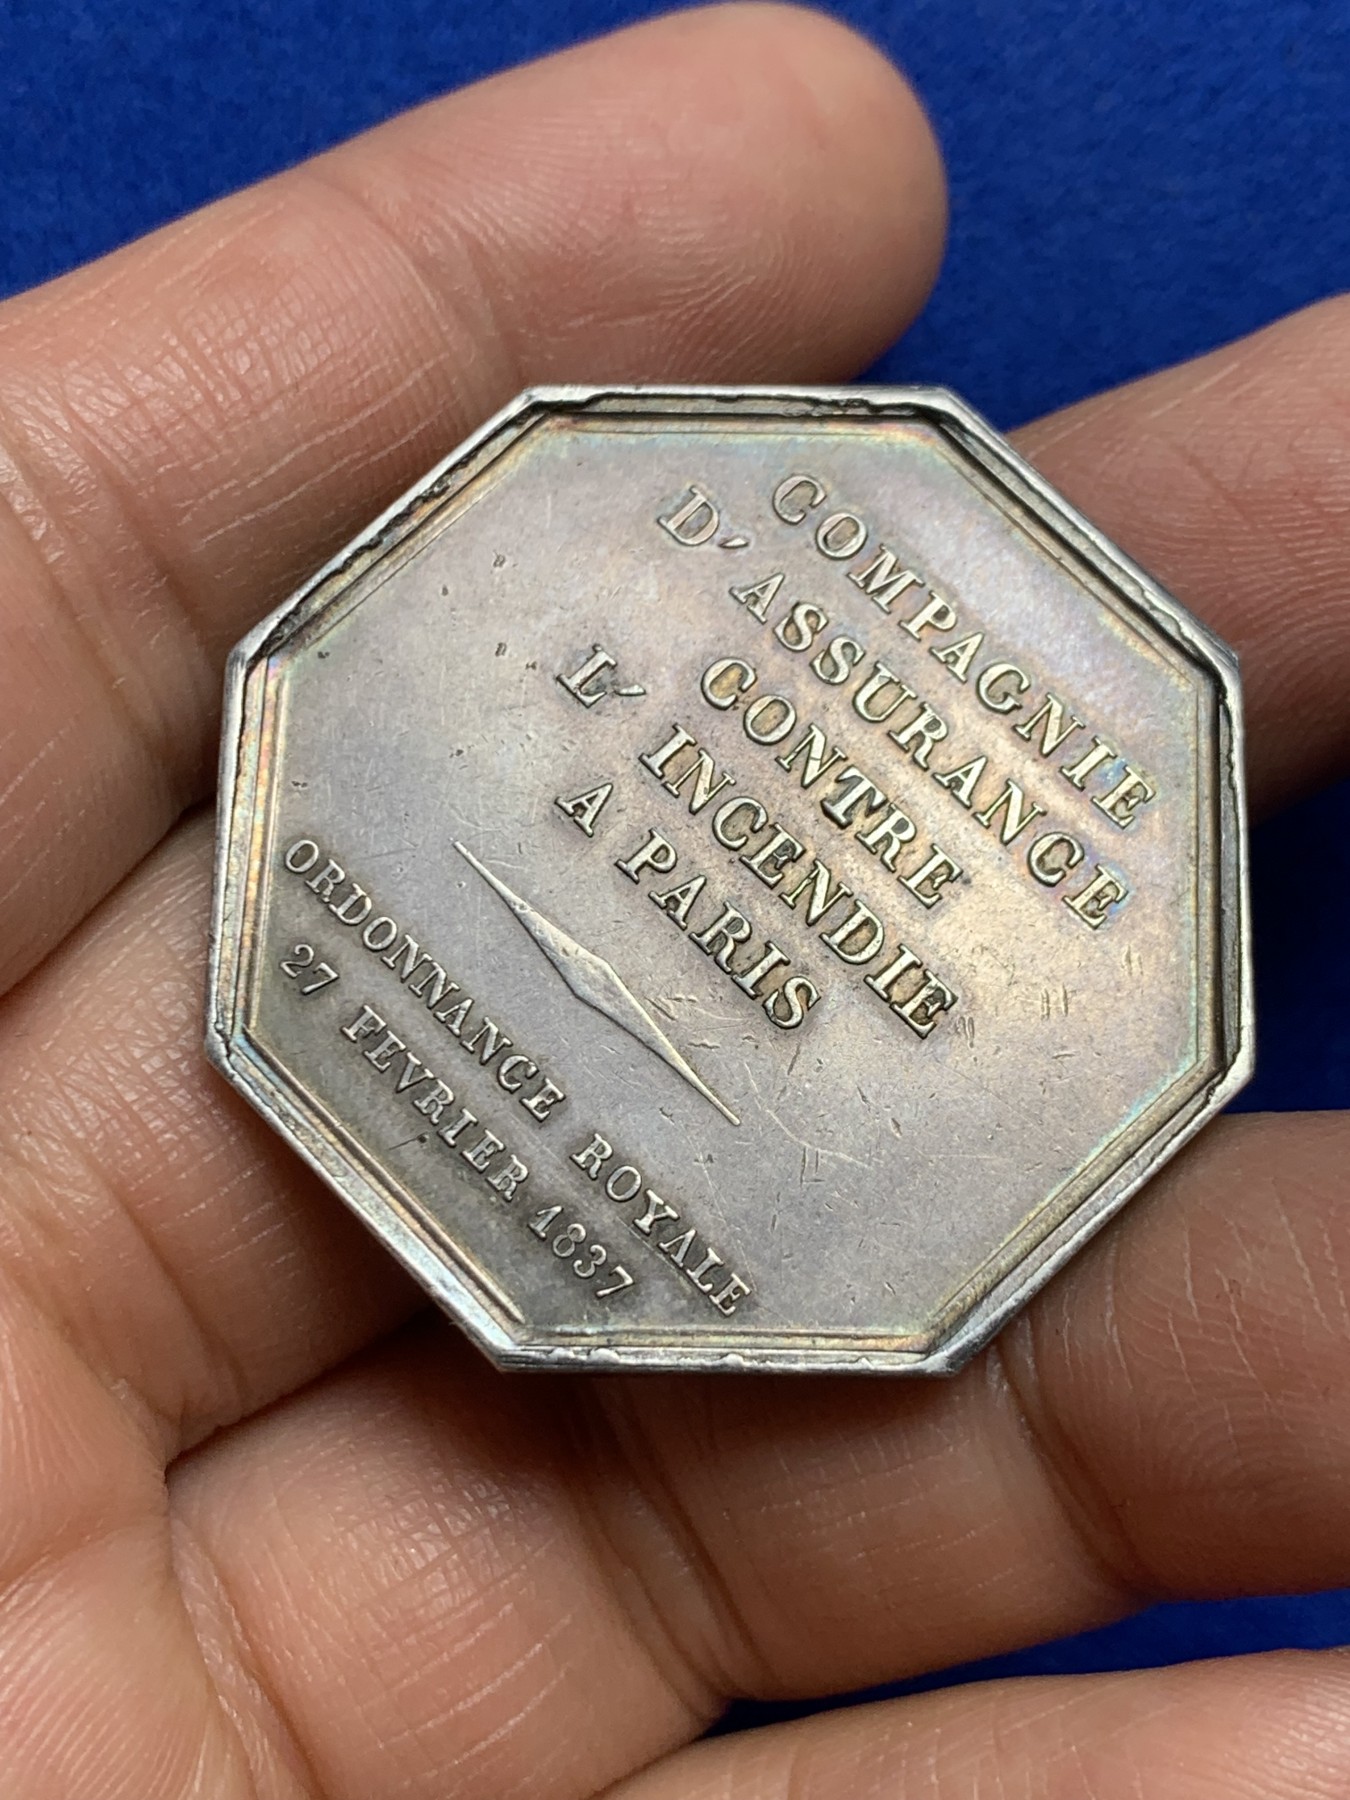 COMPAGNIE
D'ASSURANCE
CONTRE
L'INCENDIE
A PARIS
ORDONNANCE ROYALE
27 FEVRIER 1837